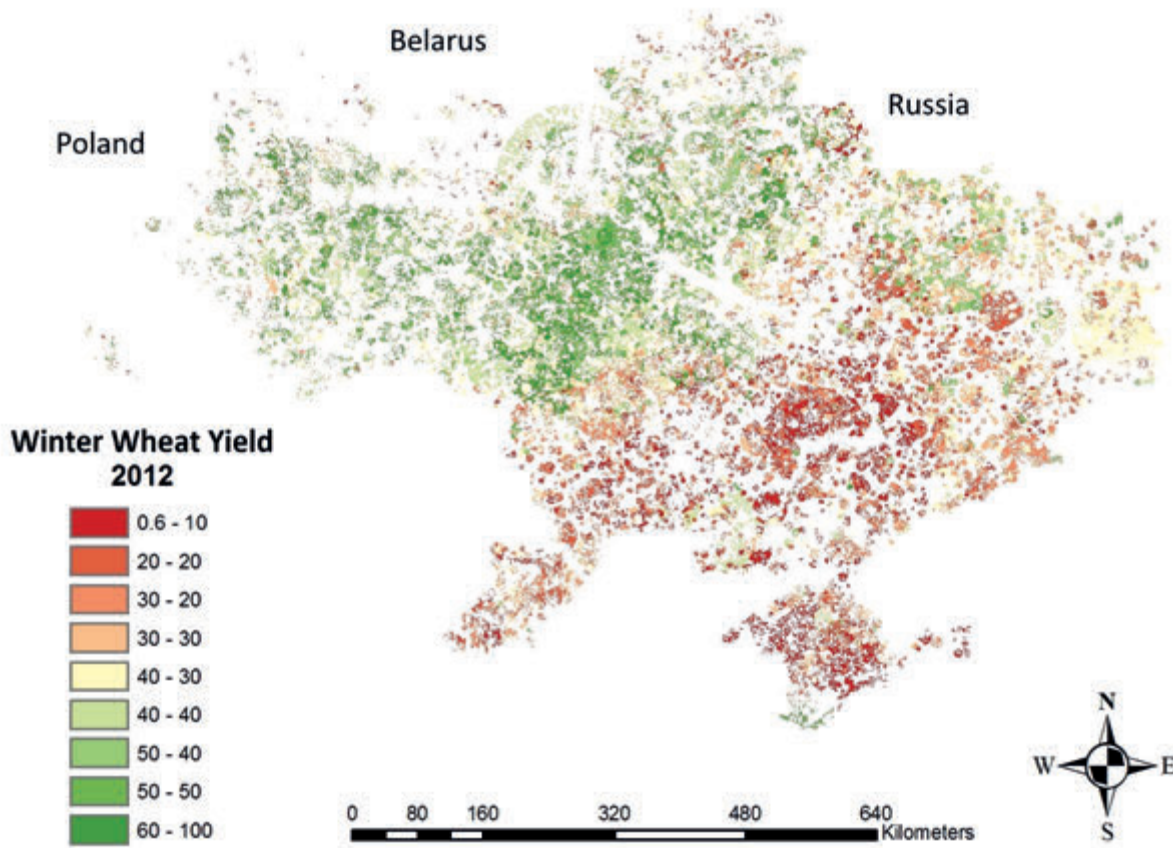 Belarus
Russia
Poland
Winter Wheat Yield
2012
0.6 - 10
20 - 20
30 - 20
30 - 30
40 - 30
40 - 40
50 - 40
50 - 50
60 - 100
N
W E
S
0 80 160 320 480 640
Kilometers